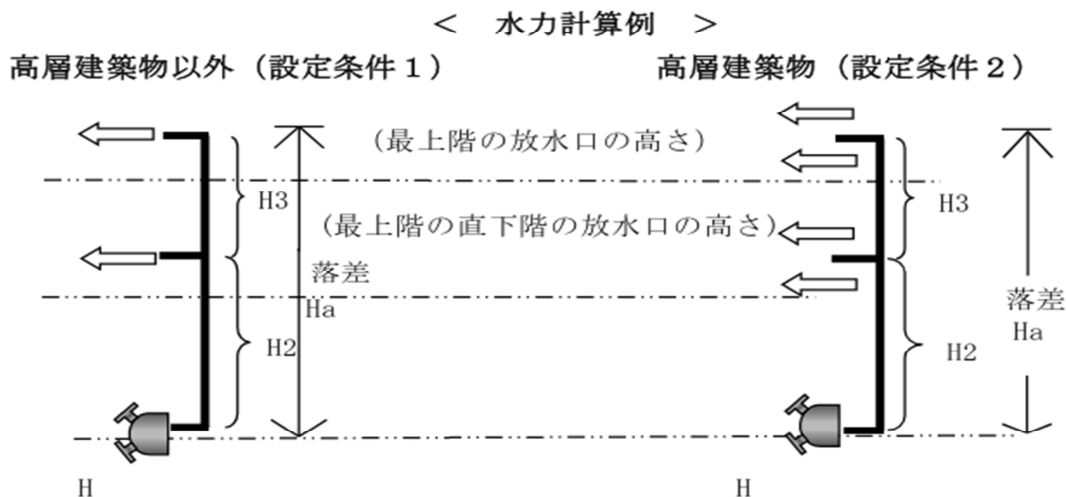 ＜　水力計算例　＞
高層建築物以外（設定条件１）
高層建築物（設定条件２）
(最上階の放水口の高さ)
H3
H3
(最上階の直下階の放水口の高さ)
落差
Ha
落差
Ha
H2
H2
H
H